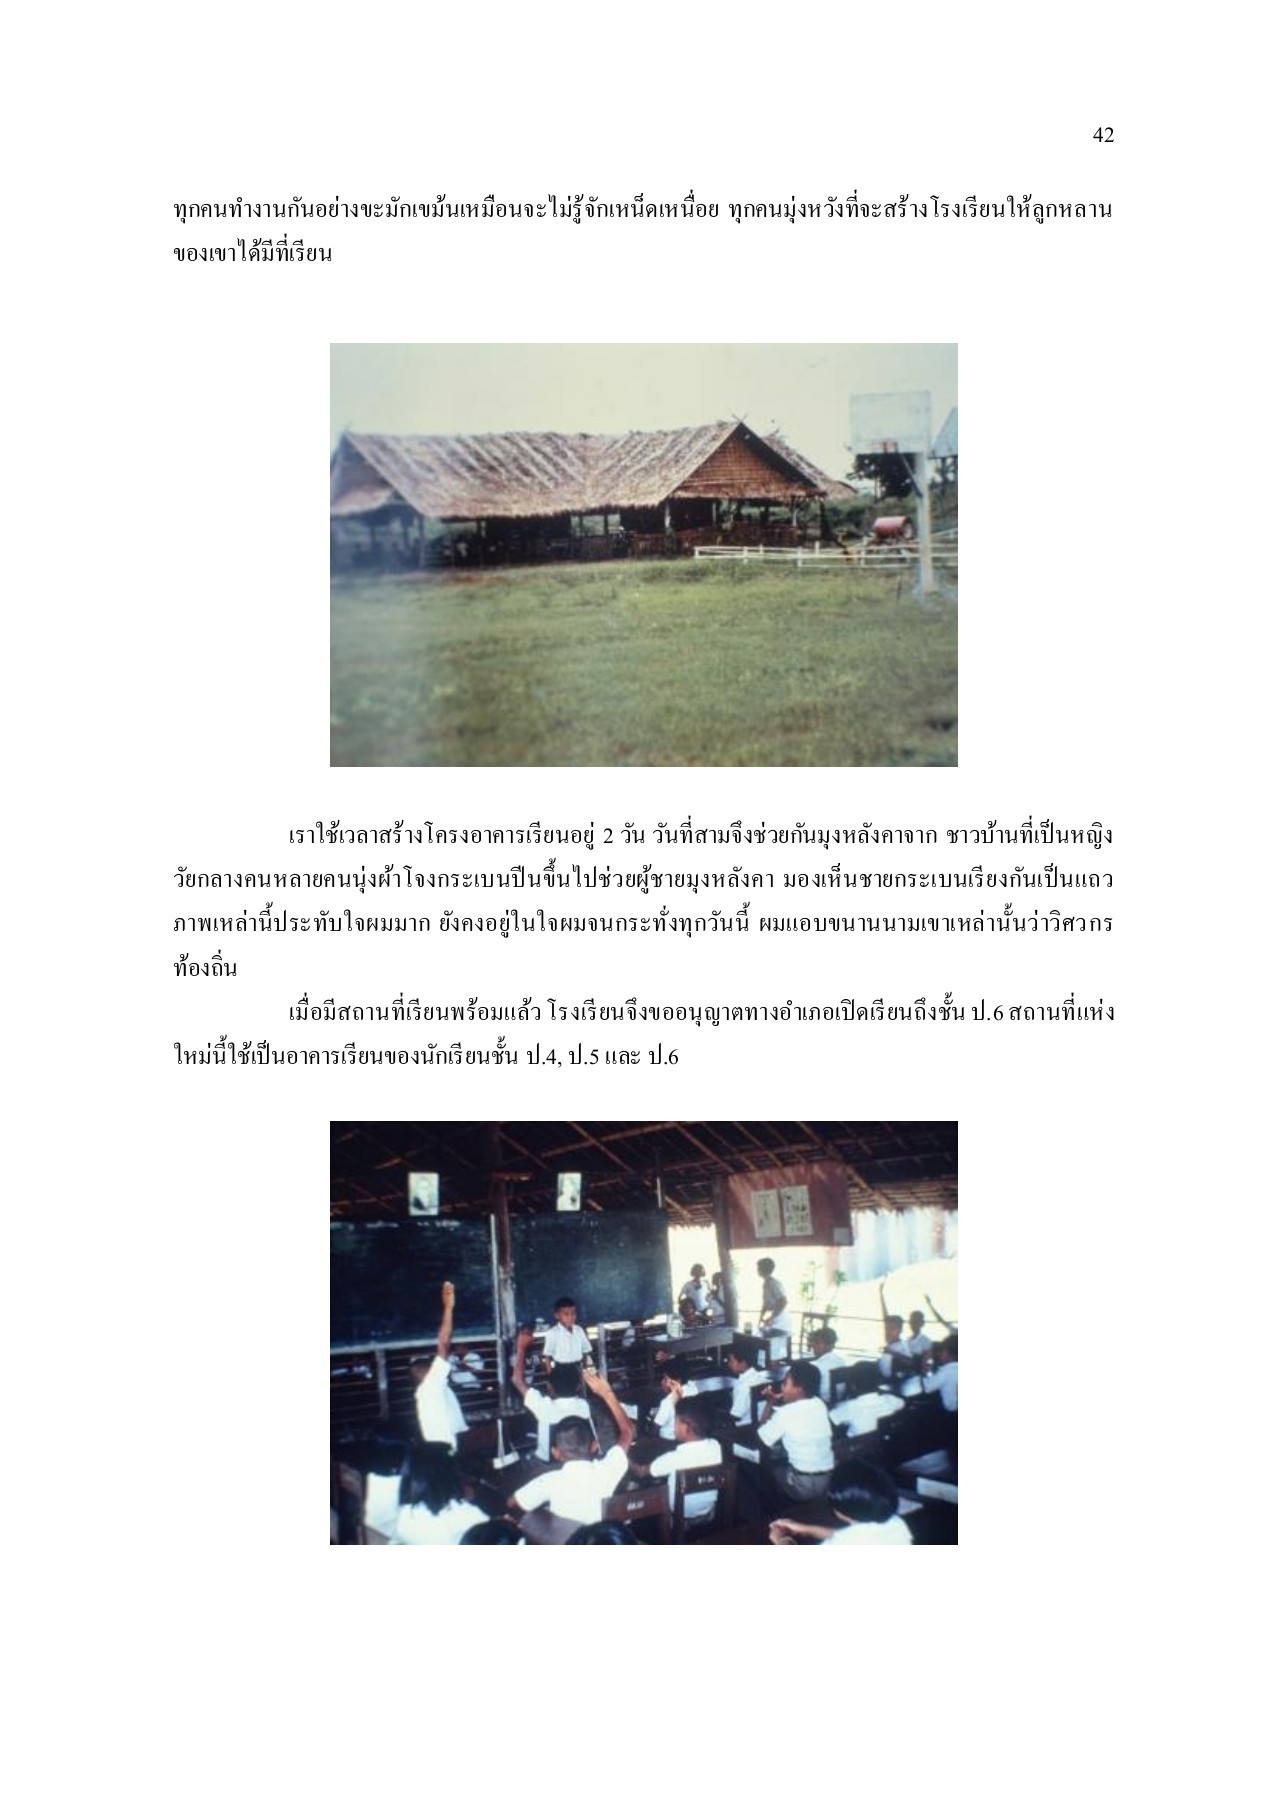 42
ทุกคนทำงานกันอย่างขะมักเขม้นเหมือนจะไม่รู้จักเหน็ดเหนื่อย ทุกคนมุ่งหวังที่จะสร้างโรงเรียนให้ลูกหลาน
ของเขาได้มีที่เรียน
เราใช้เวลาสร้างโครงอาคารเรียนอยู่ 2 วัน วันที่สามจึงช่วยกันมุงหลังคาจาก ชาวบ้านที่เป็นหญิง
วัยกลางคนหลายคนนุ่งผ้าโจงกระเบนปีนขึ้นไปช่วยผู้ชายมุงหลังคา มองเห็นชายกระเบนเรียงกันเป็นแถว
ภาพเหล่านี้ประทับใจผมมาก ยังคงอยู่ในใจผมจนกระทั่งทุกวันนี้ ผมแอบขนานนามเขาเหล่านั้นว่าวิศวกร
ท้องถิ่น
เมื่อมีสถานที่เรียนพร้อมแล้ว โรงเรียนจึงขออนุญาตทางอำเภอเปิดเรียนถึงชั้น ป.6 สถานที่แห่ง
ใหม่นี้ใช้เป็นอาคารเรียนของนักเรียนชั้น ป.4, ป.5 และ ป.6